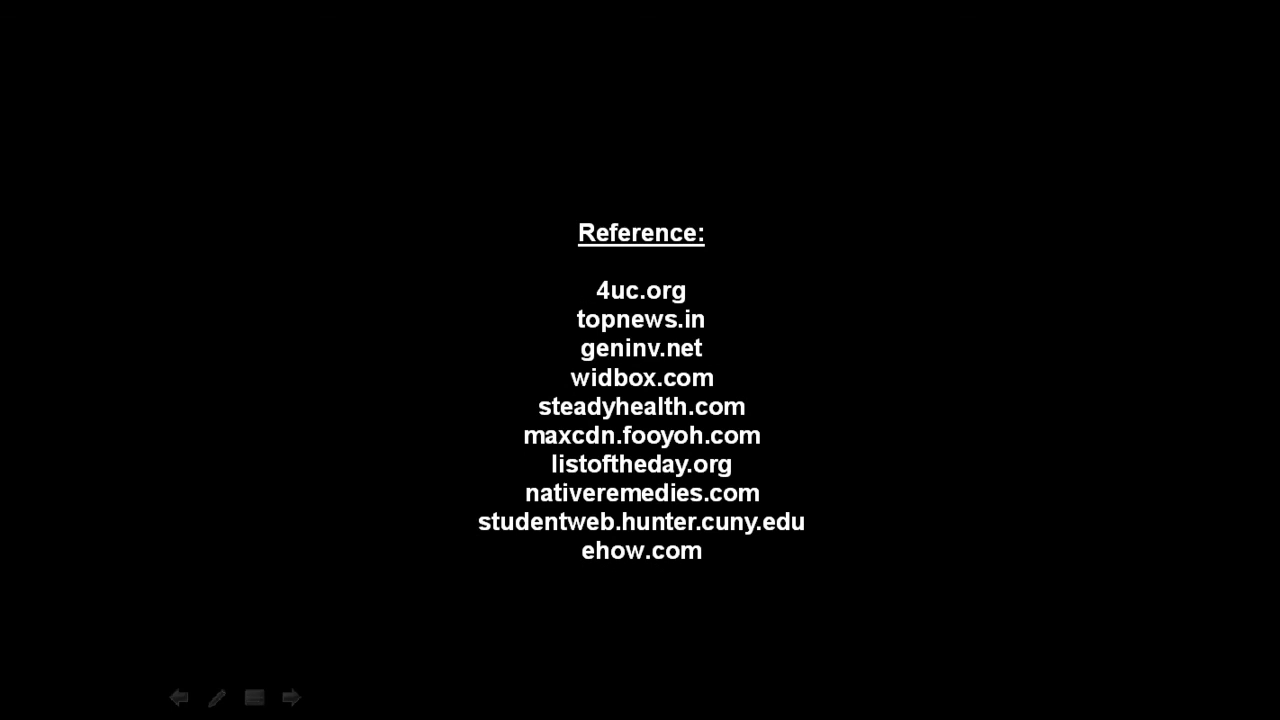 Reference:
4uc.org
topnews.in
geninv.net
widbox.com
steadyhealth.com
maxcdn.fooyoh.com
listoftheday.org
nativeremedies.com
studentweb.hunter.cuny.edu
ehow.com